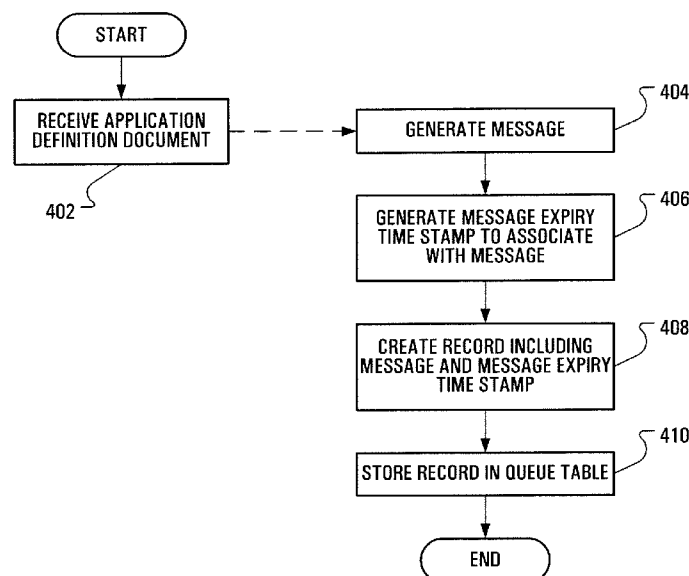 START
RECEIVE APPLICATION
DEFINITION DOCUMENT
402
GENERATE MESSAGE
404
GENERATE MESSAGE EXPIRY
TIME STAMP TO ASSOCIATE
WITH MESSAGE
406
CREATE RECORD INCLUDING
MESSAGE AND MESSAGE EXPIRY
TIME STAMP
408
STORE RECORD IN QUEUE TABLE
410
END